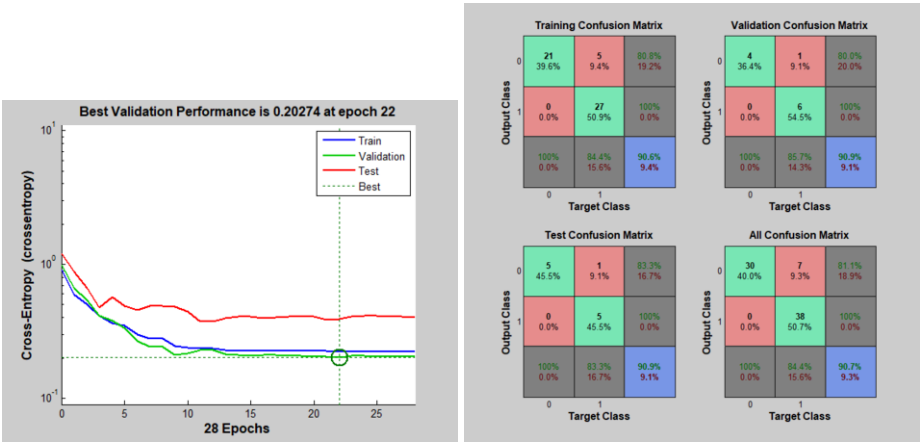 Best Validation Performance is 0.20274 at epoch 22
Cross-Entropy (crossentropy)
10^1
10^0
10^-1
Train
Validation
Test
Best
0 5 10 15 20 25
28 Epochs
Training Confusion Matrix
Output Class
0
21 5 80.8%
39.6% 9.4% 19.2%
1
0 27 100%
0.0% 50.9% 0.0%
100% 84.4% 90.6%
0.0% 15.6% 9.4%
0 1
Target Class
Validation Confusion Matrix
Output Class
0
4 1 80.0%
36.4% 9.1% 20.0%
1
0 6 100%
0.0% 54.5% 0.0%
100% 85.7% 90.9%
0.0% 14.3% 9.1%
0 1
Target Class
Test Confusion Matrix
Output Class
0
5 1 83.3%
45.5% 9.1% 16.7%
1
0 5 100%
0.0% 45.5% 0.0%
100% 83.3% 90.9%
0.0% 16.7% 9.1%
0 1
Target Class
All Confusion Matrix
Output Class
0
30 7 81.1%
40.0% 9.3% 18.9%
1
0 38 100%
0.0% 50.7% 0.0%
100% 84.4% 90.7%
0.0% 15.6% 9.3%
0 1
Target Class